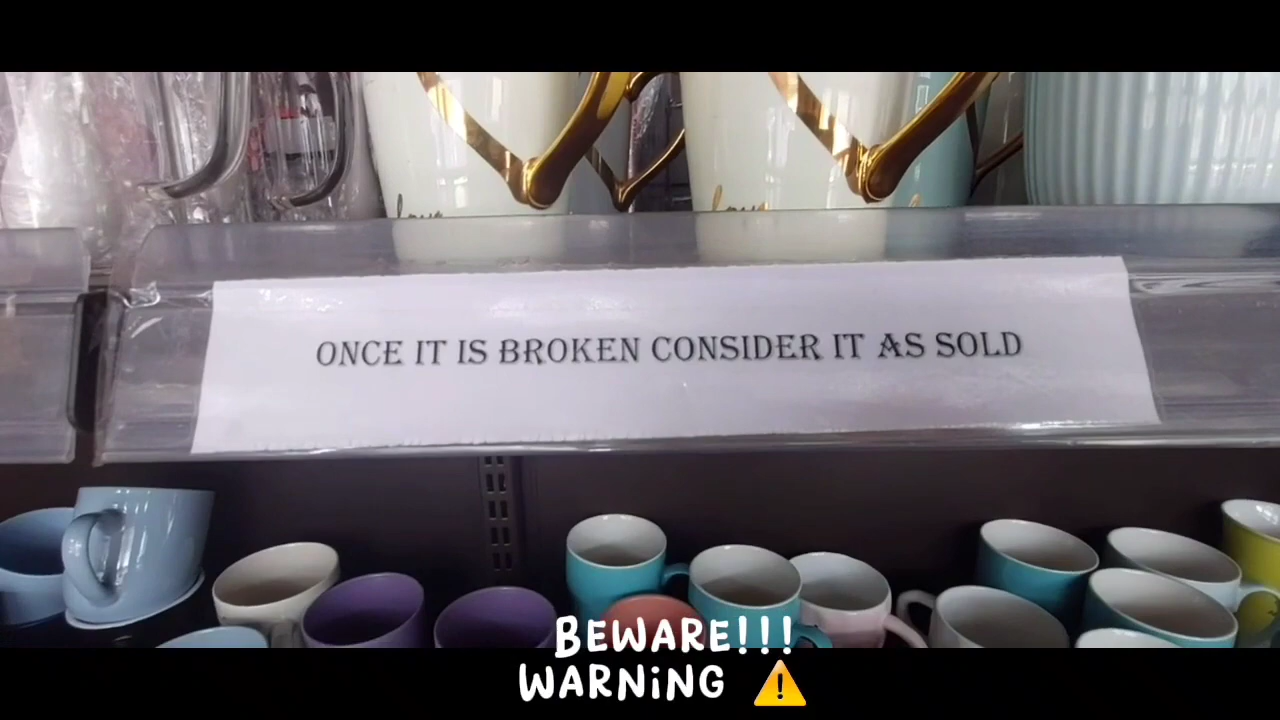 ONCE IT IS BROKEN CONSIDER IT AS SOLD
BEWARE!!!
WARNING ⚠️